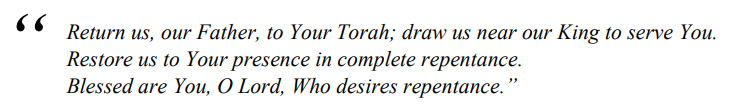 “ Return us, our Father, to Your Torah; draw us near our King to serve You.
Restore us to Your presence in complete repentance.
Blessed are You, O Lord, Who desires repentance.”